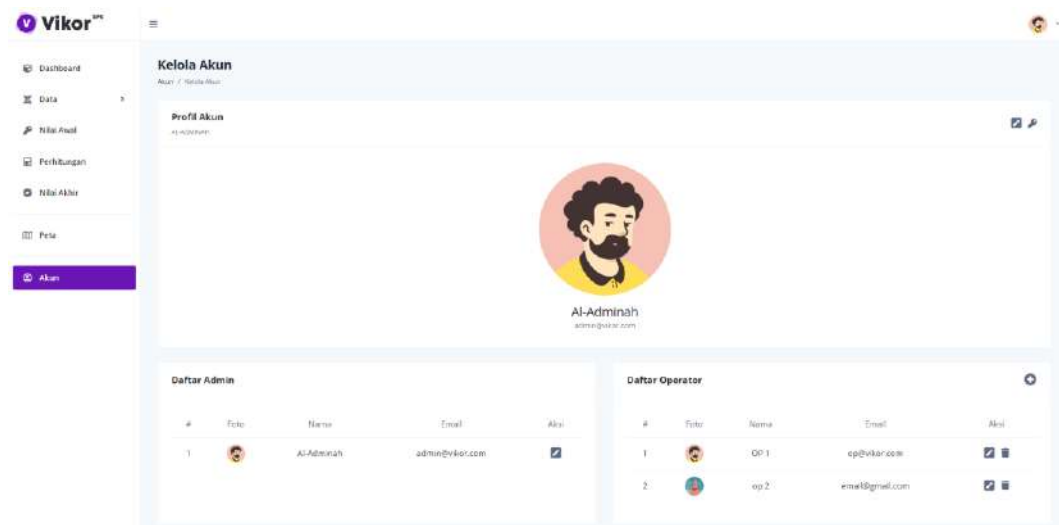 Vikor SPK
Dashboard
Data
Nilai Awal
Perhitungan
Nilai Akhir
Peta
Akun
Kelola Akun
Akun / Kelola Akun
Profil Akun
Al-Adminah
Al-Adminah
admin@vikor.com
Daftar Admin
# Foto Nama Email Aksi
1 Al-Adminah admin@vikor.com
Daftar Operator
# Foto Nama Email Aksi
1 OP 1 op@vikor.com
2 op 2 email@gmail.com